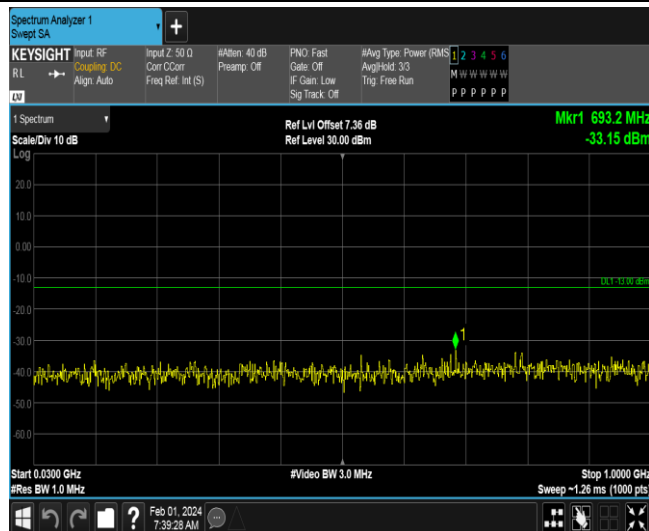 Spectrum Analyzer 1
Swept SA
+
KEYSIGHT
RL
Input: RF
Coupling: DC
Align: Auto
Input Z: 50 Ω
Corr CCorr
Freq Ref: Int (S)
#Atten: 40 dB
Preamp: Off
PNO: Fast
Gate: Off
IF Gain: Low
Sig Track: Off
#Avg Type: Power (RMS
Avg|Hold: 3/3
Trig: Free Run
1 2 3 4 5 6
M W W W W W
P P P P P P
1 Spectrum
Scale/Div 10 dB
Log
Ref Lvl Offset 7.36 dB
Ref Level 30.00 dBm
Mkr1 693.2 MHz
-33.15 dBm
20.0
10.0
0.00
-10.0
DL1 -13.00 dBm
-20.0
-30.0
1
-40.0
-50.0
-60.0
Start 0.0300 GHz
#Res BW 1.0 MHz
#Video BW 3.0 MHz
Stop 1.0000 GHz
Sweep ~1.26 ms (1000 pts)
?
Feb 01, 2024
7:39:28 AM